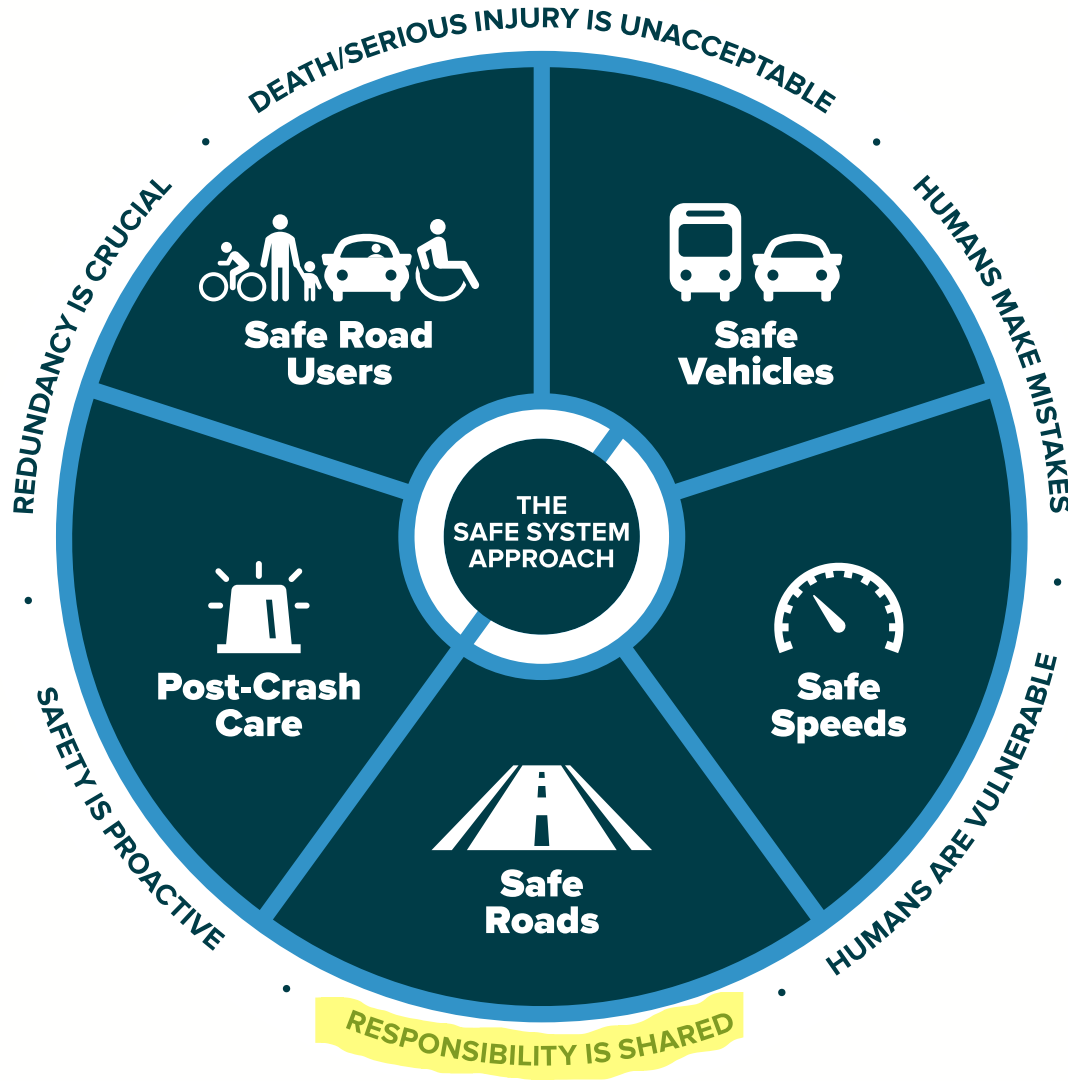 DEATH/SERIOUS INJURY IS UNACCEPTABLE
HUMANS MAKE MISTAKES
HUMANS ARE VULNERABLE
RESPONSIBILITY IS SHARED
SAFETY IS PROACTIVE
REDUNDANCY IS CRUCIAL
Safe Road
Users
Safe
Vehicles
Safe
Speeds
Safe
Roads
Post-Crash
Care
THE
SAFE SYSTEM
APPROACH